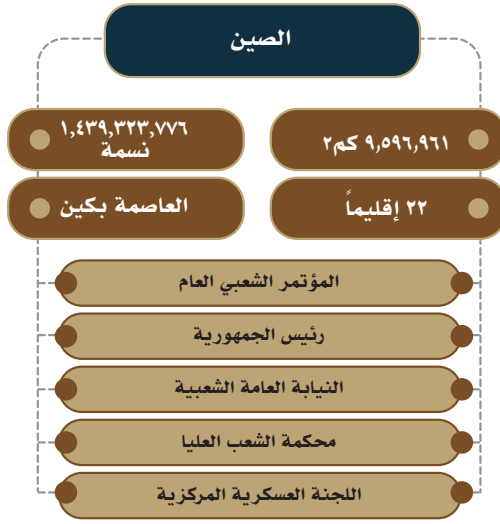 الصين
٩,٥٩٦,٩٦١ كم٢
١,٤٣٩,٣٢٣,٧٧٦
نسمة
٢٢ إقليماً
العاصمة بكين
المؤتمر الشعبي العام
رئيس الجمهورية
النيابة العامة الشعبية
محكمة الشعب العليا
اللجنة العسكرية المركزية